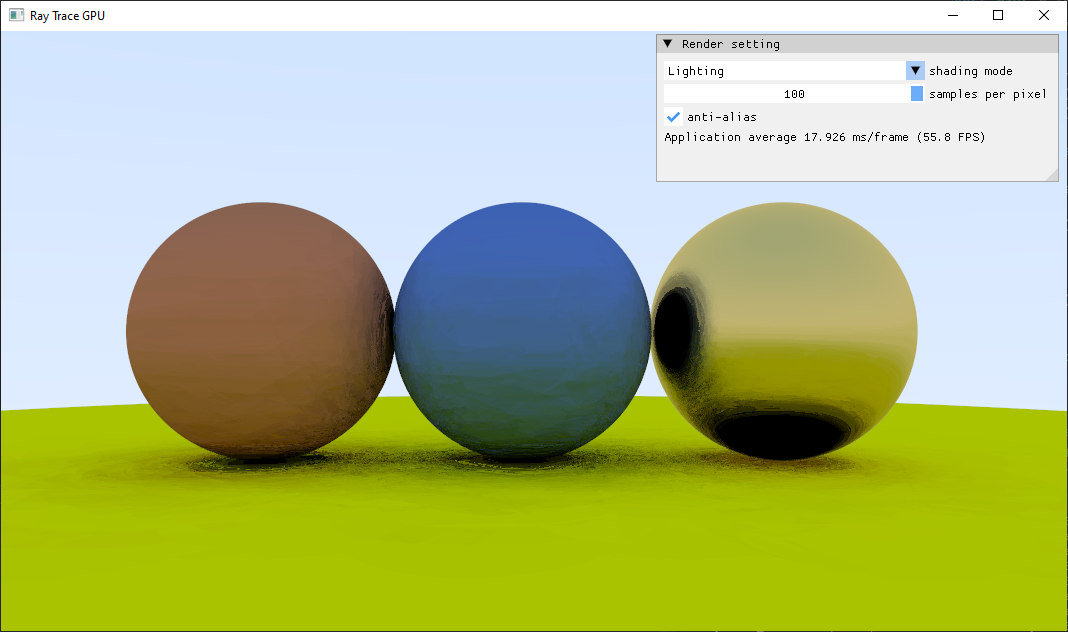 Ray Trace GPU
Render setting
Lighting shading mode
100 samples per pixel
anti-alias
Application average 17.926 ms/frame (55.8 FPS)